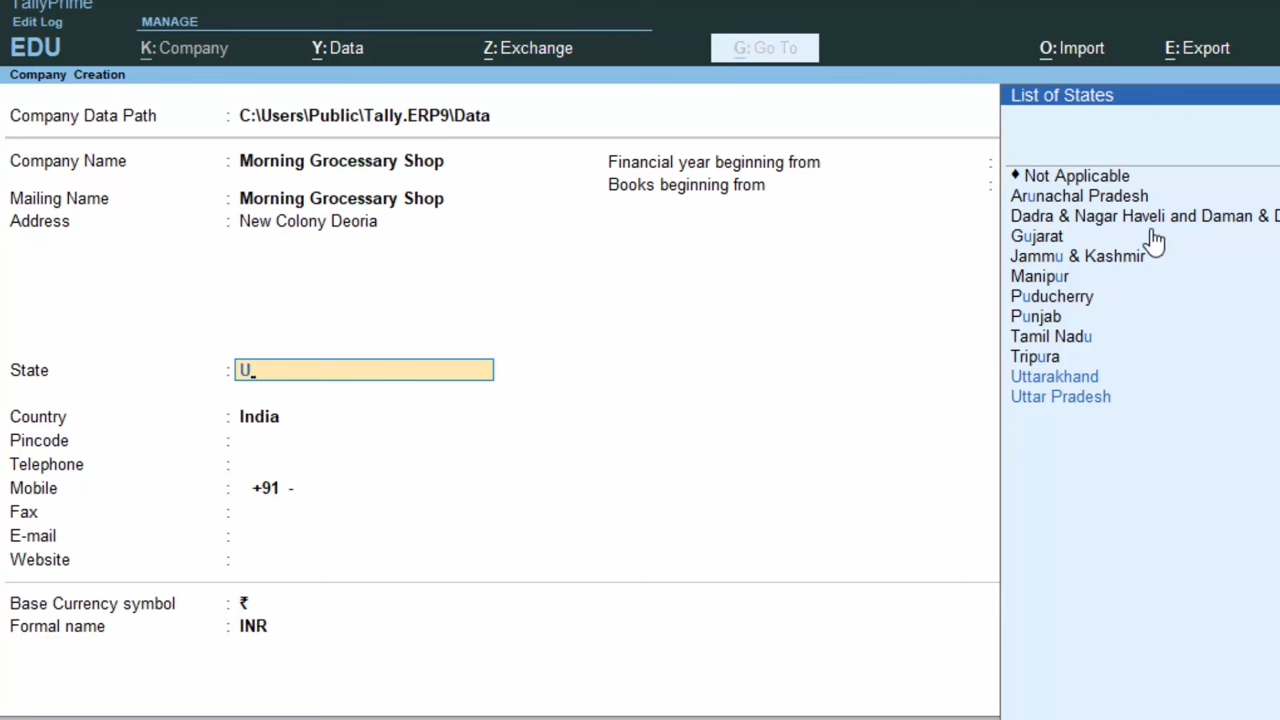 TallyPrime
Edit Log
MANAGE
EDU
K: Company
Y: Data
Z: Exchange
G: Go To
O: Import
E: Export
Company Creation
Company Data Path : C:\Users\Public\Tally.ERP9\Data
Company Name : Morning Grocessary Shop
Mailing Name : Morning Grocessary Shop
Address : New Colony Deoria
State : U
Country : India
Pincode :
Telephone :
Mobile : +91 -
Fax :
E-mail :
Website :
Base Currency symbol : ₹
Formal name : INR
Financial year beginning from :
Books beginning from :
List of States
♦ Not Applicable
Arunachal Pradesh
Dadra & Nagar Haveli and Daman &
Gujarat
Jammu & Kashmir
Manipur
Puducherry
Punjab
Tamil Nadu
Tripura
Uttarakhand
Uttar Pradesh